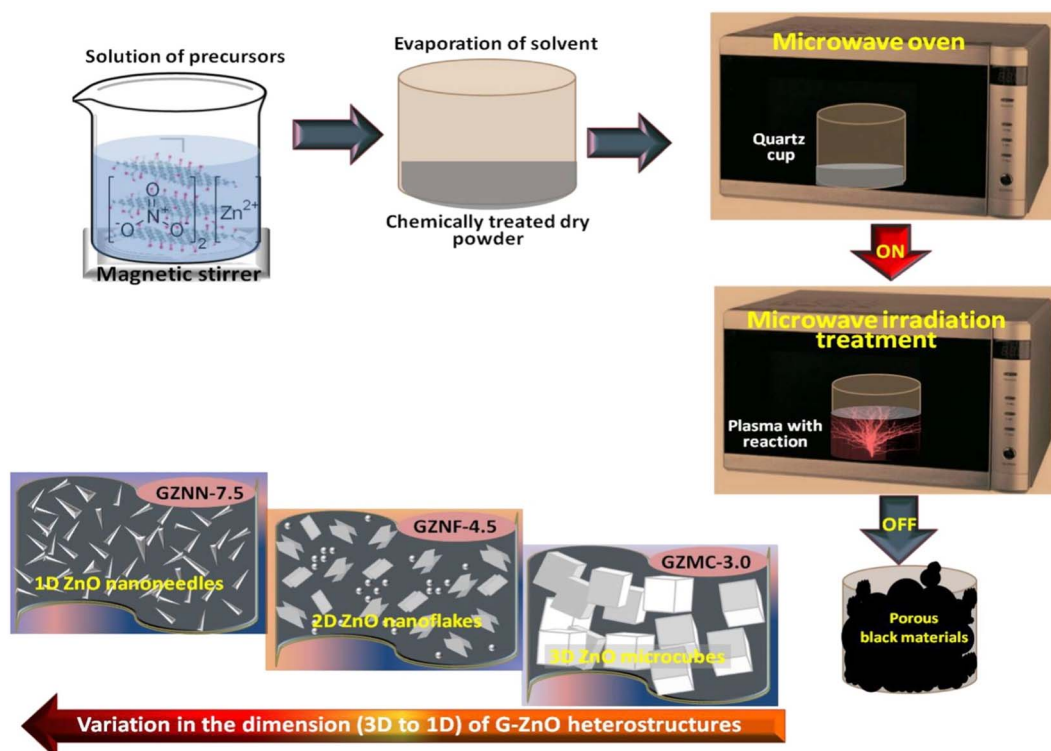 Solution of precursors
O
N+
-O O
2
Zn2+
Magnetic stirrer
Evaporation of solvent
Chemically treated dry
powder
Microwave oven
Quartz
cup
ON
Microwave irradiation
treatment
Plasma with
reaction
OFF
Porous
black materials
GZMC-3.0
3D ZnO microcubes
GZNF-4.5
2D ZnO nanoflakes
GZNN-7.5
1D ZnO nanoneedles
Variation in the dimension (3D to 1D) of G-ZnO heterostructures